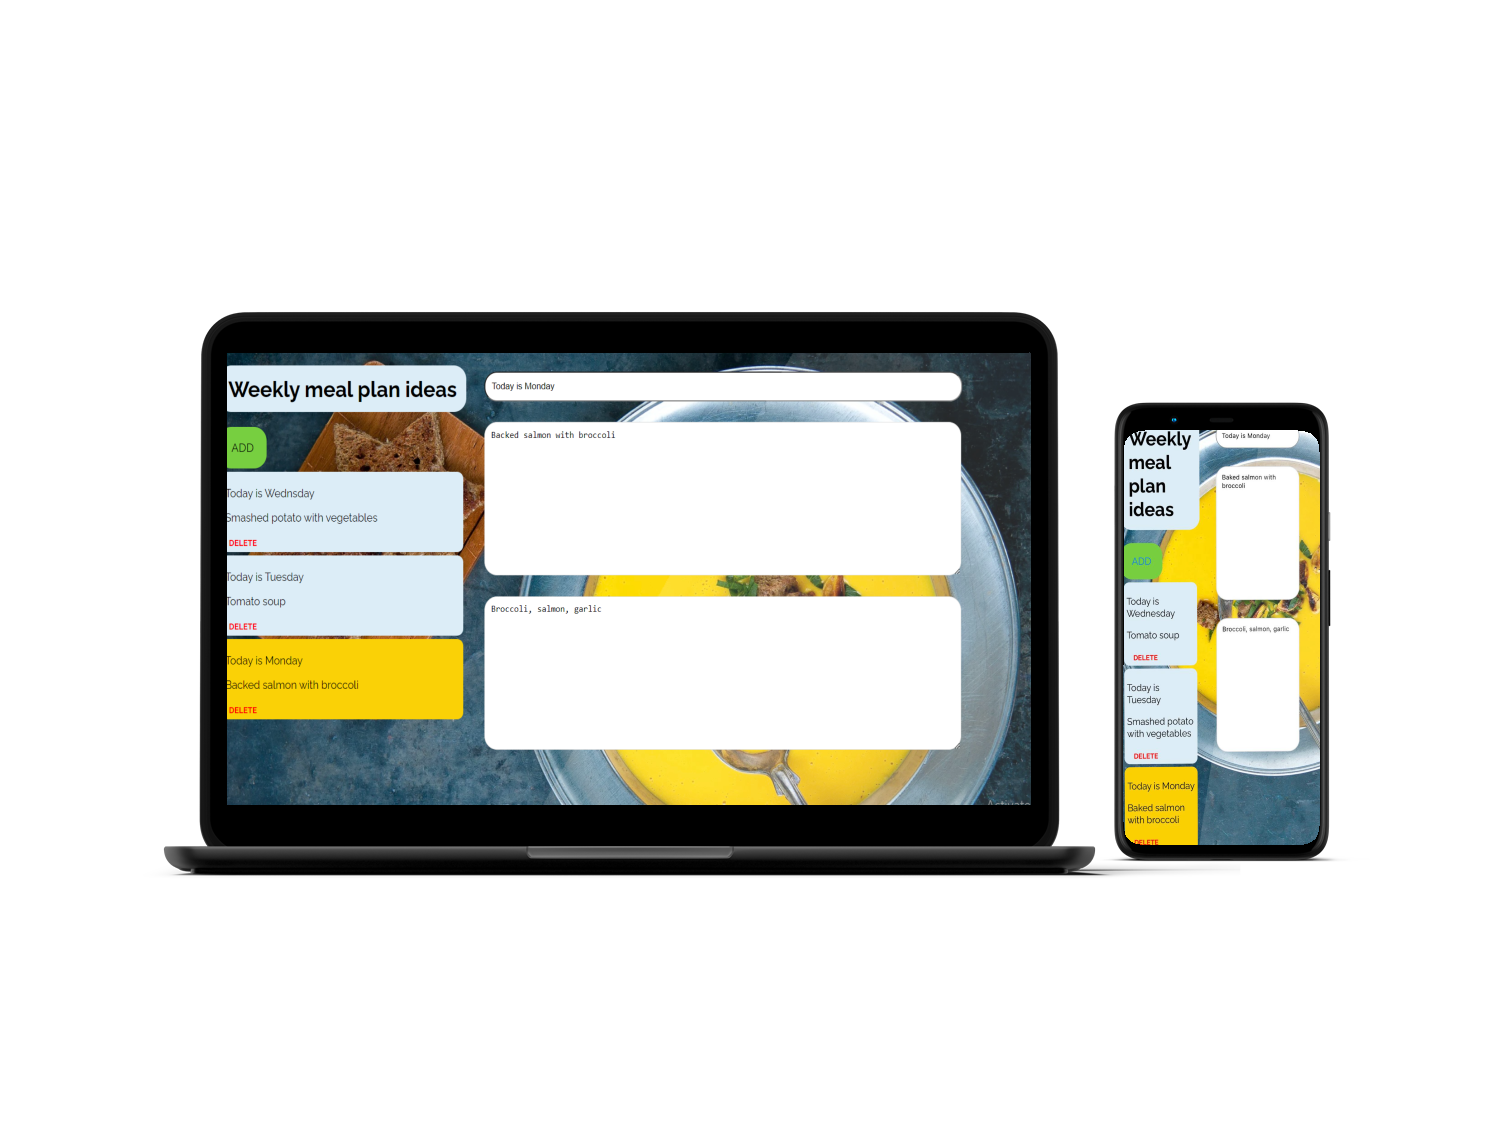 Weekly meal plan ideas
ADD
Today is Wednsday
Smashed potato with vegetables
DELETE
Today is Tuesday
Tomato soup
DELETE
Today is Monday
Backed salmon with broccoli
DELETE
Today is Monday
Backed salmon with broccoli
Broccoli, salmon, garlic
Activate
Weekly
meal
plan
ideas
ADD
Today is
Wednesday
Tomato soup
DELETE
Today is
Tuesday
Smashed potato
with vegetables
DELETE
Today is Monday
Baked salmon
with broccoli
DELETE
Today is Monday
Baked salmon with
broccoli
Broccoli, salmon, garlic